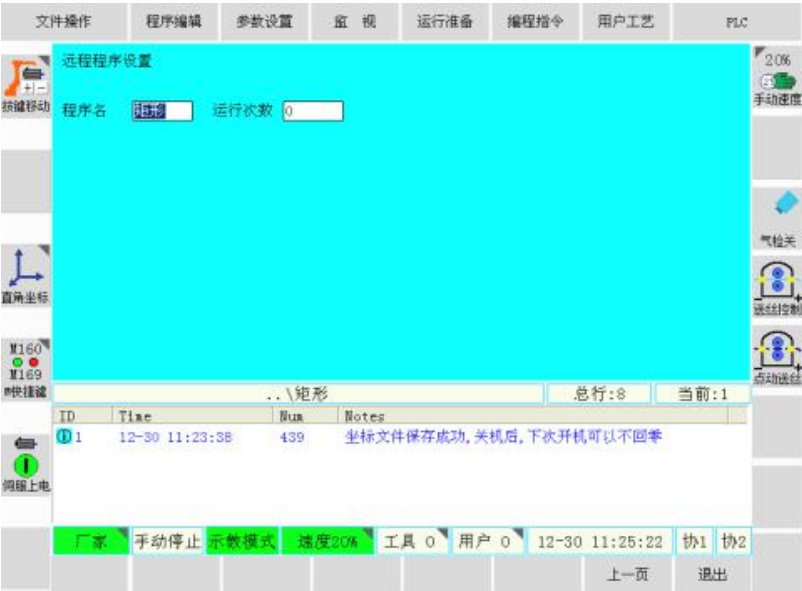 文件操作 程序编辑 参数设置 监 视 运行准备 编程指令 用户工艺 PLC
远程程序设置
20%
手动速度
按键移动
程序名 矩形 运行次数 0
气检关
直角坐标
送丝控制
M160
M169
m快捷键
点动送丝
..\矩形 总行:8 当前:1
ID Time Num Notes
1 12-30 11:23:38 439 坐标文件保存成功,关机后,下次开机可以不回零
伺服上电
厂家 手动停止 示教模式 速度20% 工具 0 用户 0 12-30 11:25:22 协1 协2
上一页 退出